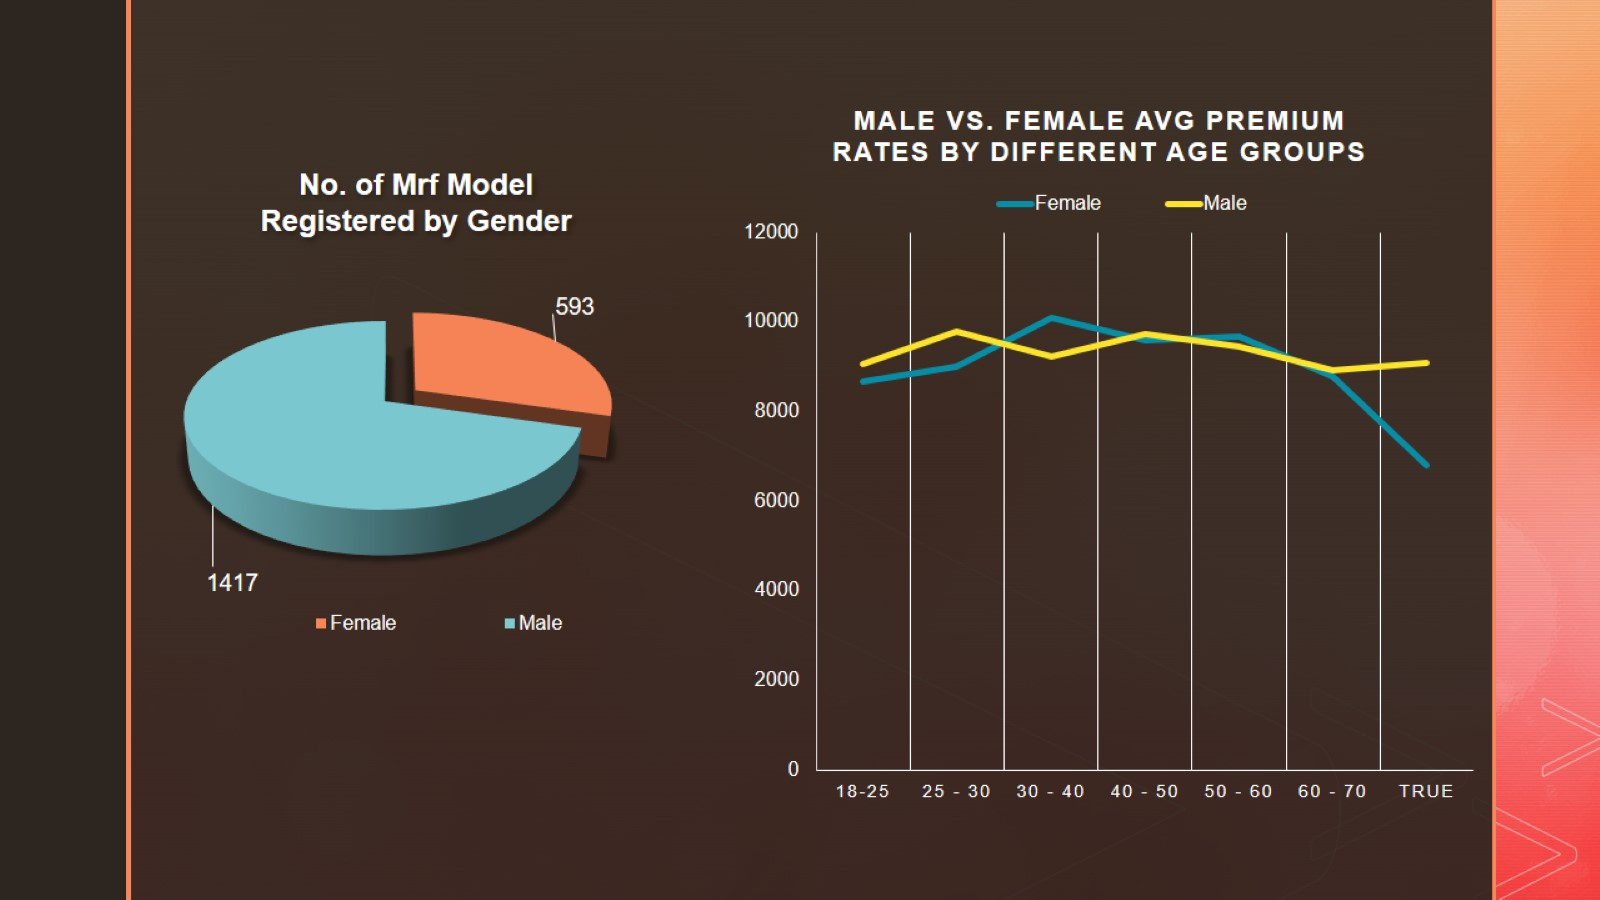 No. of Mrf Model
Registered by Gender
593
1417
Female
Male
MALE VS. FEMALE AVG PREMIUM
RATES BY DIFFERENT AGE GROUPS
Female Male
12000
10000
8000
6000
4000
2000
0
18-25 25 - 30 30 - 40 40 - 50 50 - 60 60 - 70 TRUE